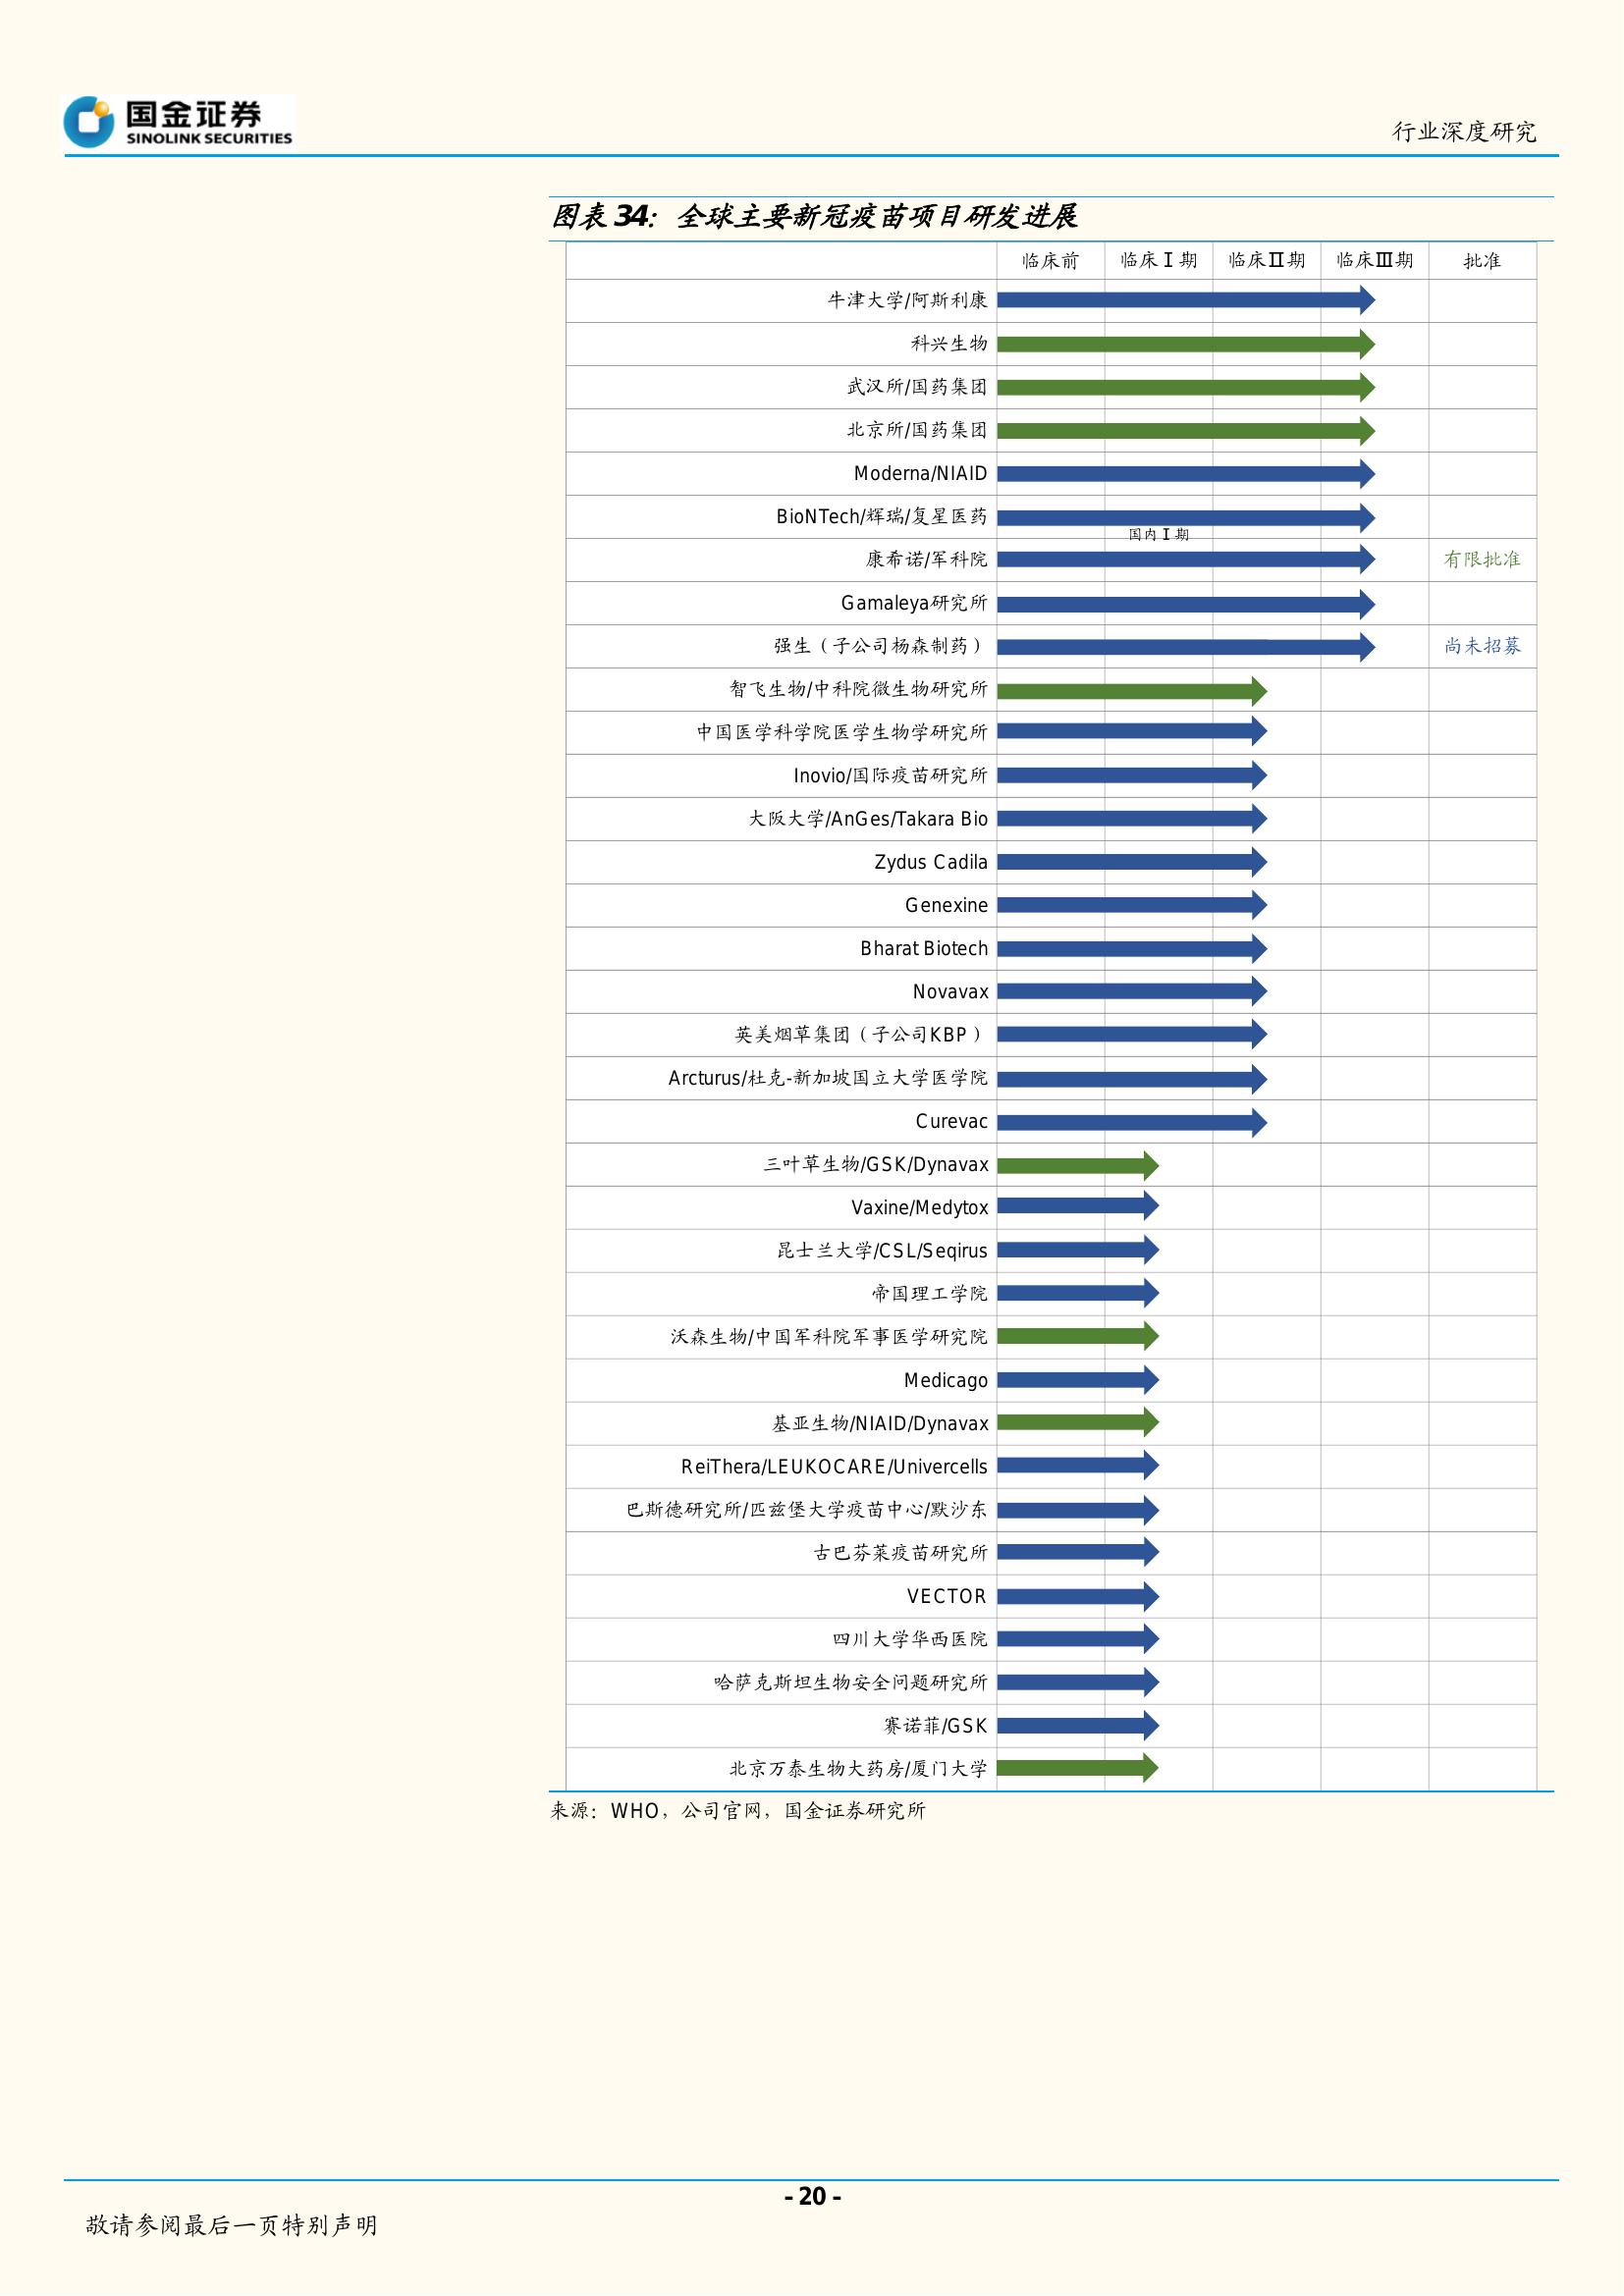 国金证券
SINOLINK SECURITIES
行业深度研究
图表34：全球主要新冠疫苗项目研发进展
临床前 临床Ⅰ期 临床Ⅱ期 临床Ⅲ期 批准
牛津大学/阿斯利康
科兴生物
武汉所/国药集团
北京所/国药集团
Moderna/NIAID
BioNTech/辉瑞/复星医药
国内Ⅰ期
康希诺/军科院 有限批准
Gamaleya研究所
强生（子公司杨森制药） 尚未招募
智飞生物/中科院微生物研究所
中国医学科学院医学生物学研究所
Inovio/国际疫苗研究所
大阪大学/AnGes/Takara Bio
Zydus Cadila
Genexine
Bharat Biotech
Novavax
英美烟草集团（子公司KBP）
Arcturus/杜克-新加坡国立大学医学院
Curevac
三叶草生物/GSK/Dynavax
Vaxine/Medytox
昆士兰大学/CSL/Seqirus
帝国理工学院
沃森生物/中国军科院军事医学研究院
Medicago
基亚生物/NIAID/Dynavax
ReiThera/LEUKOCARE/Univercells
巴斯德研究所/匹兹堡大学疫苗中心/默沙东
古巴芬莱疫苗研究所
VECTOR
四川大学华西医院
哈萨克斯坦生物安全问题研究所
赛诺菲/GSK
北京万泰生物大药房/厦门大学
来源：WHO，公司官网，国金证券研究所
- 20 -
敬请参阅最后一页特别声明